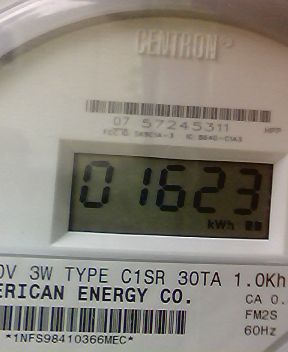 CENTRON®
07 57245311 HPP
01623
kWh
0V 3W TYPE C1SR 30TA 1.0Kh
ERICAN ENERGY CO. CA 0.
FM2S
60Hz
*1NFS98410366MEC*